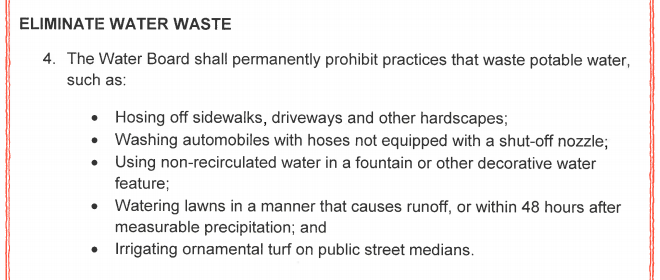 ELIMINATE WATER WASTE
4. The Water Board shall permanently prohibit practices that waste potable water,
such as:
• Hosing off sidewalks, driveways and other hardscapes;
• Washing automobiles with hoses not equipped with a shut-off nozzle;
• Using non-recirculated water in a fountain or other decorative water
feature;
• Watering lawns in a manner that causes runoff, or within 48 hours after
measurable precipitation; and
• Irrigating ornamental turf on public street medians.